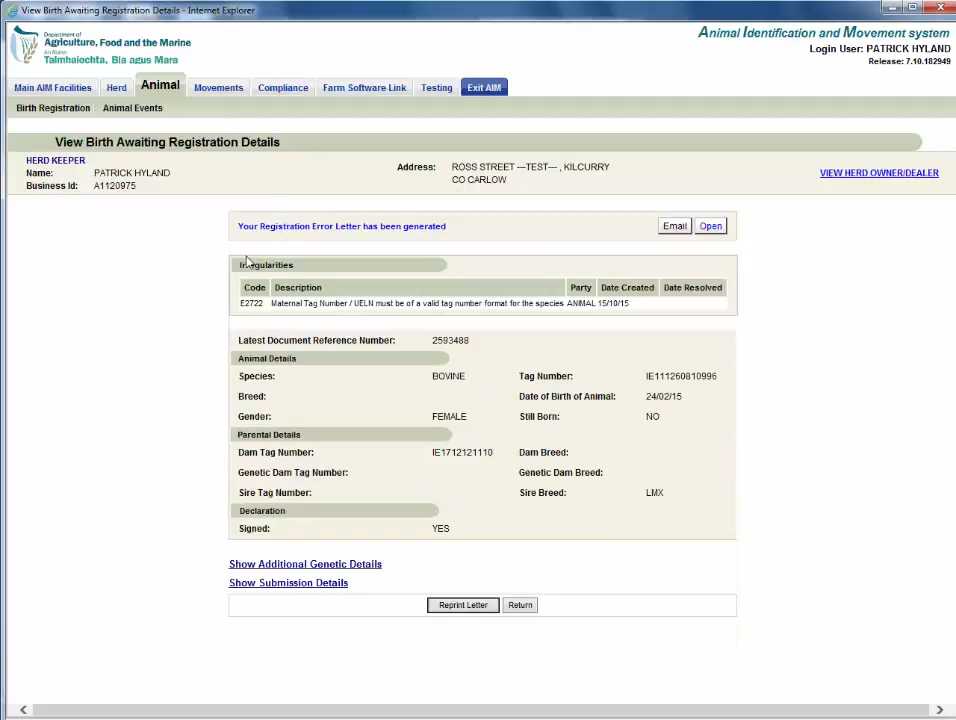 View Birth Awaiting Registration Details - Internet Explorer
Department of
Agriculture, Food and the Marine
An Roinn
Talmhaíochta, Bia agus Mara
Animal Identification and Movement system
Login User: PATRICK HYLAND
Release: 7.10.182949
Main AIM Facilities Herd Animal Movements Compliance Farm Software Link Testing Exit AIM
Birth Registration Animal Events
View Birth Awaiting Registration Details
HERD KEEPER
Name: PATRICK HYLAND
Business Id: A1120975
Address: ROSS STREET ---TEST--- , KILCURRY
CO CARLOW
VIEW HERD OWNER/DEALER
Your Registration Error Letter has been generated Email Open
Irregularities
Code Description Party Date Created Date Resolved
E2722 Maternal Tag Number / UELN must be of a valid tag number format for the species ANIMAL 15/10/15
Latest Document Reference Number: 2593488
Animal Details
Species: BOVINE Tag Number: IE111260810996
Breed: Date of Birth of Animal: 24/02/15
Gender: FEMALE Still Born: NO
Parental Details
Dam Tag Number: IE1712121110 Dam Breed:
Genetic Dam Tag Number: Genetic Dam Breed:
Sire Tag Number: Sire Breed: LMX
Declaration
Signed: YES
Show Additional Genetic Details
Show Submission Details
Reprint Letter Return